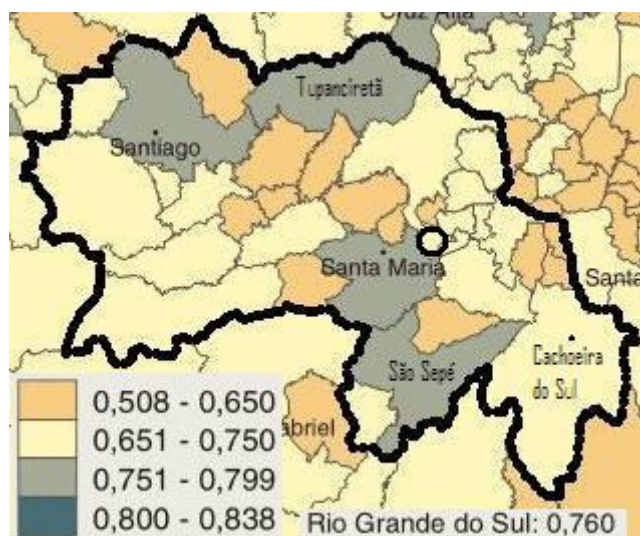 Cruz Alta
Tupanciretã
Santiago
Santa Maria
Santa
Cachoeira
do Sul
São Sepé
abriel
0,508 - 0,650
0,651 - 0,750
0,751 - 0,799
0,800 - 0,838
Rio Grande do Sul: 0,760